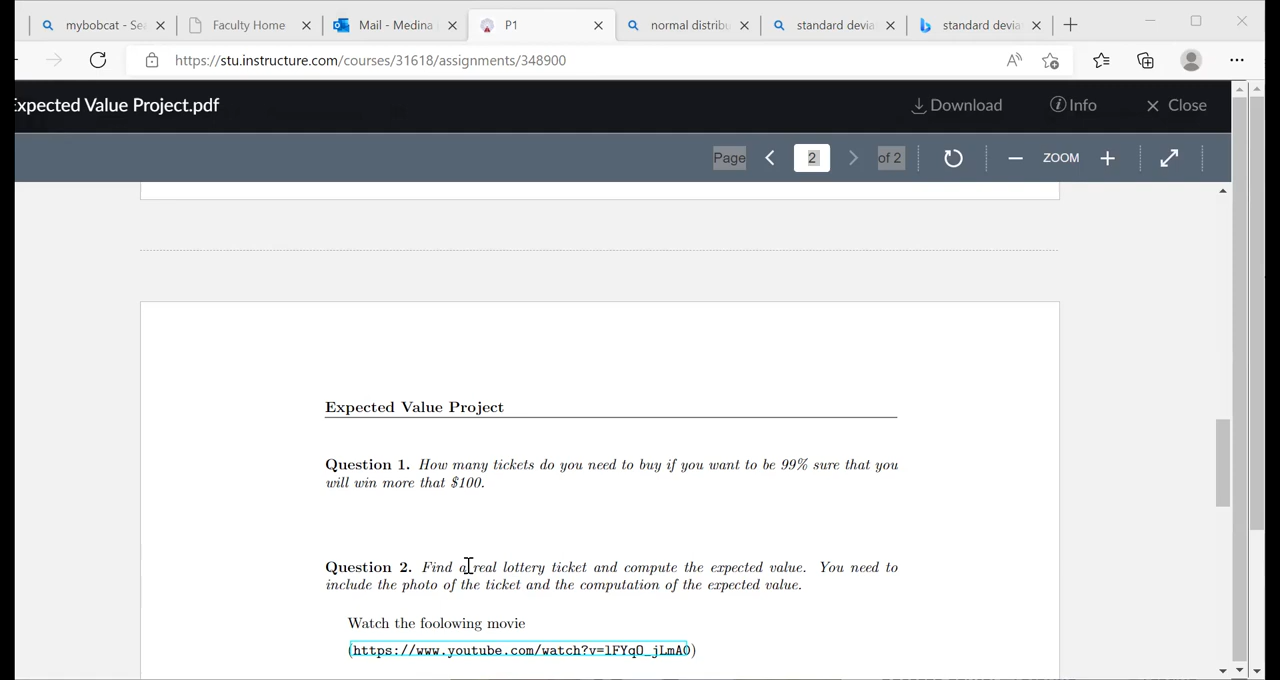 mybobcat - Se
Faculty Home
Mail - Medina
P1
normal distribu
standard devia
standard devia
https://stu.instructure.com/courses/31618/assignments/348900
Expected Value Project.pdf
Download
Info
Close
Page
2
of 2
ZOOM
Expected Value Project
Question 1. How many tickets do you need to buy if you want to be 99% sure that you
will win more that $100.
Question 2. Find a real lottery ticket and compute the expected value. You need to
include the photo of the ticket and the computation of the expected value.
Watch the foolowing movie
(https://www.youtube.com/watch?v=lFYqO_jLmA0)